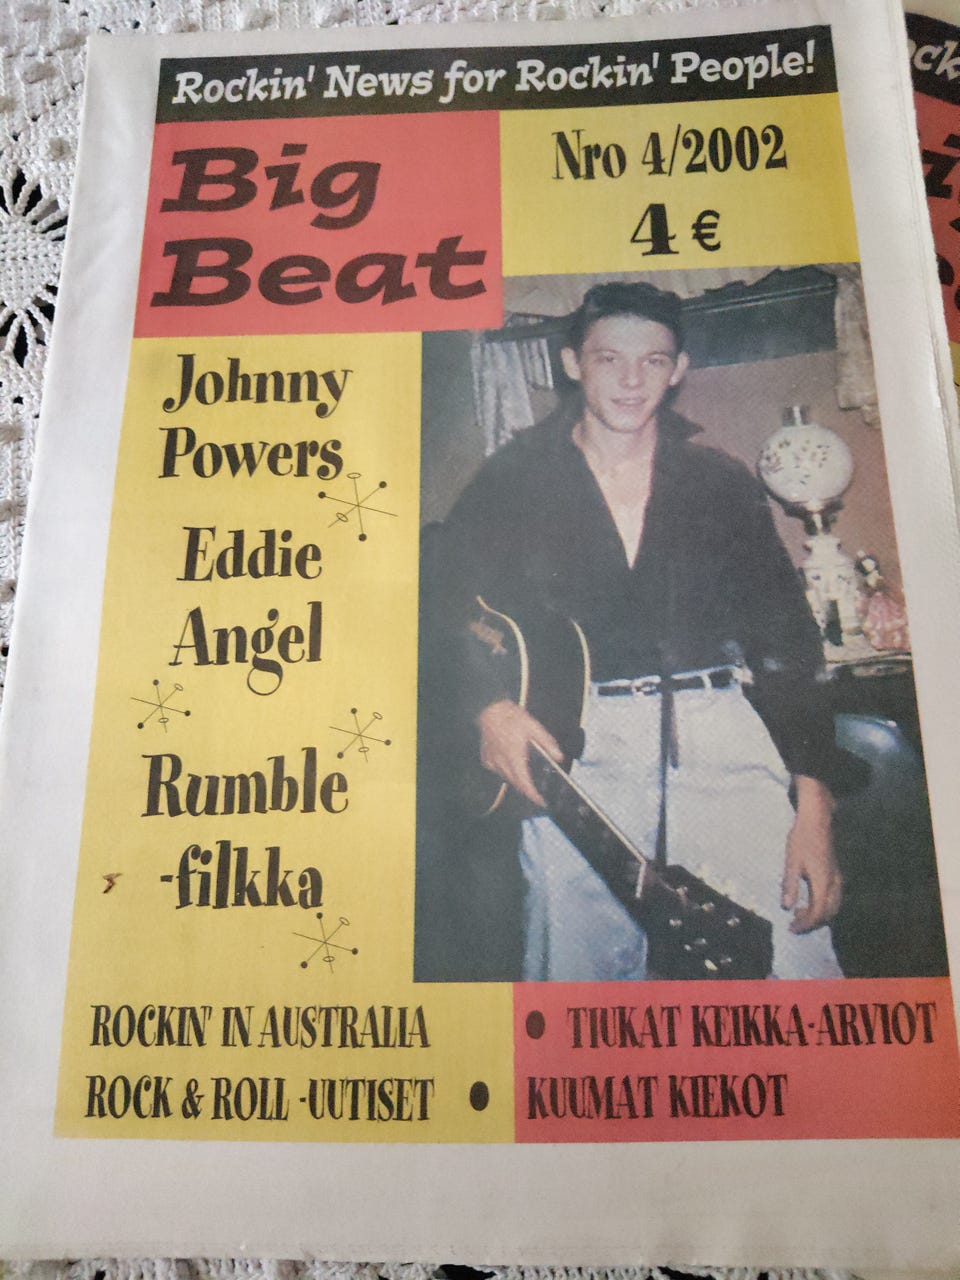 Rockin' News for Rockin' People!
Big
Beat
Nro 4/2002
4 €
Johnny
Powers
Eddie
Angel
Rumble
-filkka
ROCKIN' IN AUSTRALIA • TIUKAT KEIKKA-ARVIOT
ROCK & ROLL -UUTISET • KUUMAT KIEKOT